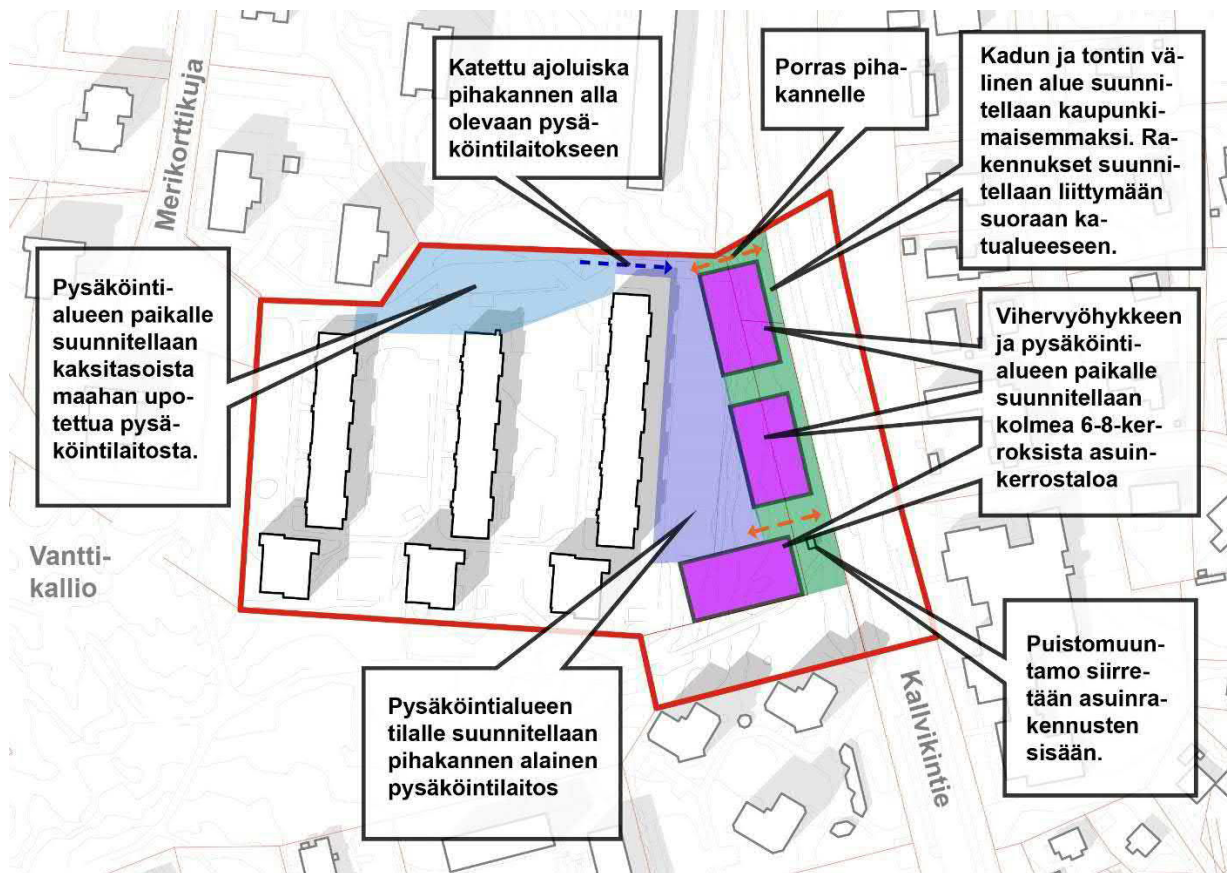 Merikorttikuja
Katettu ajoluiska
pihakannen alla
olevaan pysä-
köintilaitokseen
Porras piha-
kannelle
Kadun ja tontin vä-
linen alue suunni-
tellaan kaupunki-
maisemmaksi. Ra-
kennukset suunni-
tellaan liittymään
suoraan ka-
tualueeseen.
Pysäköinti-
alueen paikalle
suunnitellaan
kaksitasoista
maahan upo-
tettua pysä-
köintilaitosta.
Vihervyöhykkeen
ja pysäköinti-
alueen paikalle
suunnitellaan
kolmea 6-8-ker-
roksista asuin-
kerrostaloa
Vantti-
kallio
Pysäköintialueen
tilalle suunnitellaan
pihakannen alainen
pysäköintilaitos
Kallvikintie
Puistomuun-
tamo siirre-
tään asuinra-
kennusten
sisään.